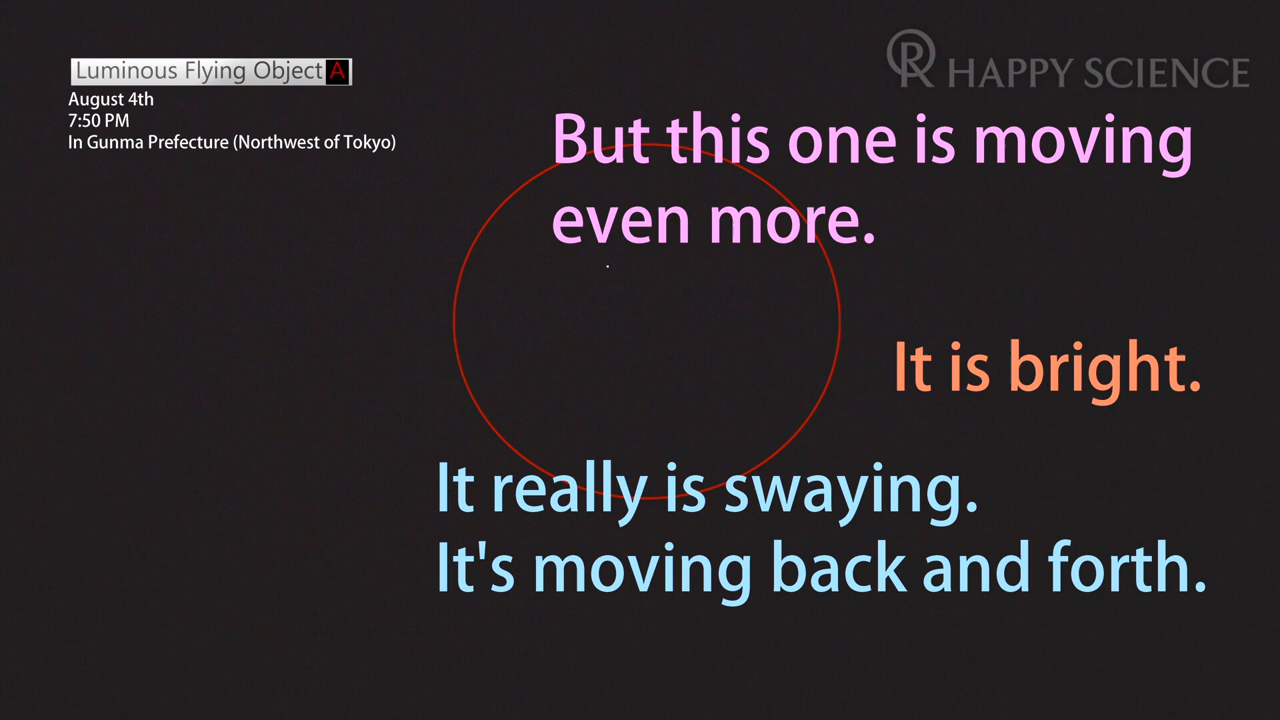 Luminous Flying Object A
August 4th
7:50 PM
In Gunma Prefecture (Northwest of Tokyo)
R HAPPY SCIENCE
But this one is moving
even more.
It is bright.
It really is swaying.
It's moving back and forth.